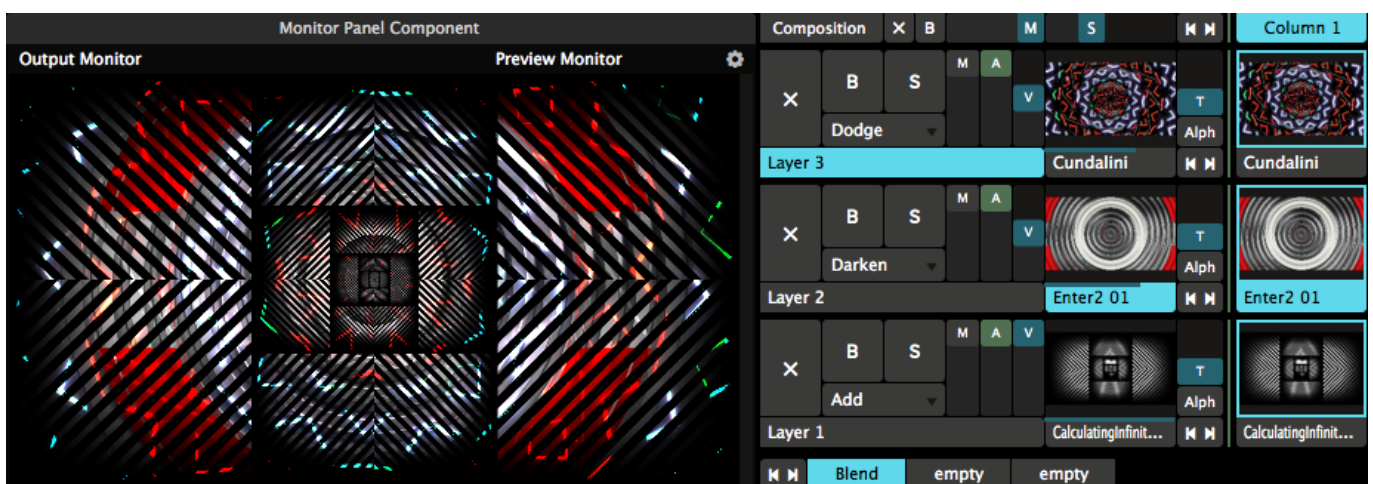 Monitor Panel Component
Output Monitor
Preview Monitor
Composition B M S Column 1
B S M A V T
Dodge Alph
Layer 3 Cundalini Cundalini
B S M A V T
Darken Alph
Layer 2 Enter2 01 Enter2 01
B S M A V T
Add Alph
Layer 1 CalculatingInfinit... CalculatingInfinit...
Blend empty empty